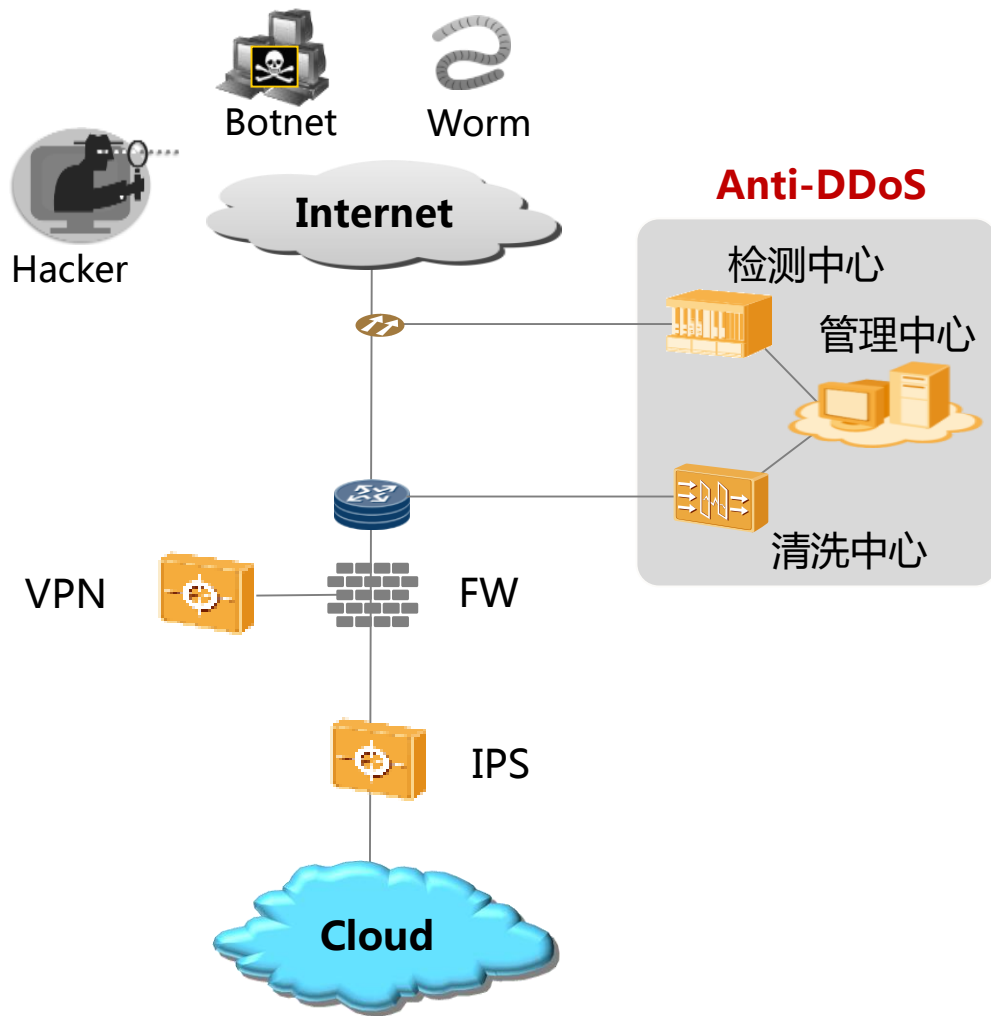 Botnet
Worm
Hacker
Internet
Anti-DDoS
检测中心
管理中心
清洗中心
VPN
FW
IPS
Cloud